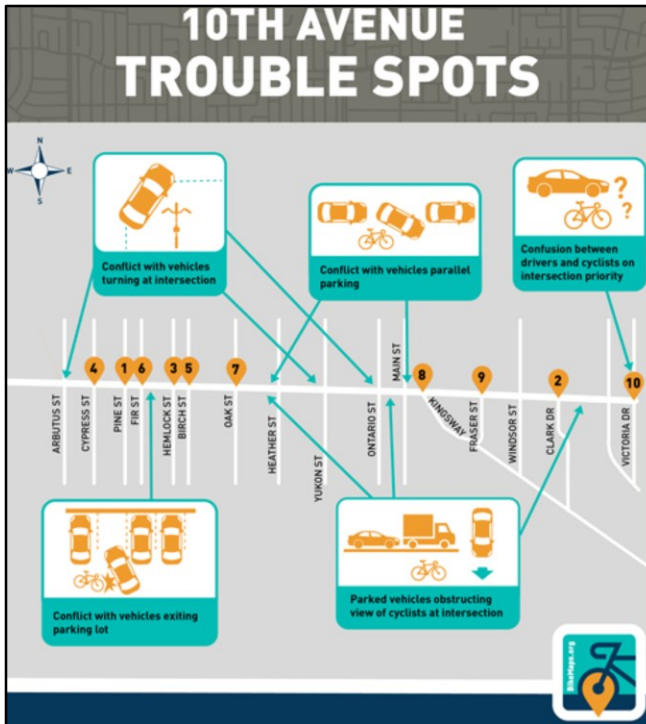 10TH AVENUE
TROUBLE SPOTS
N
W
E
S
Conflict with vehicles
turning at intersection
Conflict with vehicles parallel
parking
?
?
Confusion between
drivers and cyclists on
intersection priority
4
1
6
3
5
7
8
9
2
10
ARBUTUS ST
CYPRESS ST
PINE ST
FIR ST
HEMLOCK ST
BIRCH ST
OAK ST
HEATHER ST
YUKON ST
ONTARIO ST
MAIN ST
KINGSWAY
FRASER ST
WINDSOR ST
CLARK DR
VICTORIA DR
Conflict with vehicles exiting
parking lot
Parked vehicles obstructing
view of cyclists at intersection
BikeMaps.org